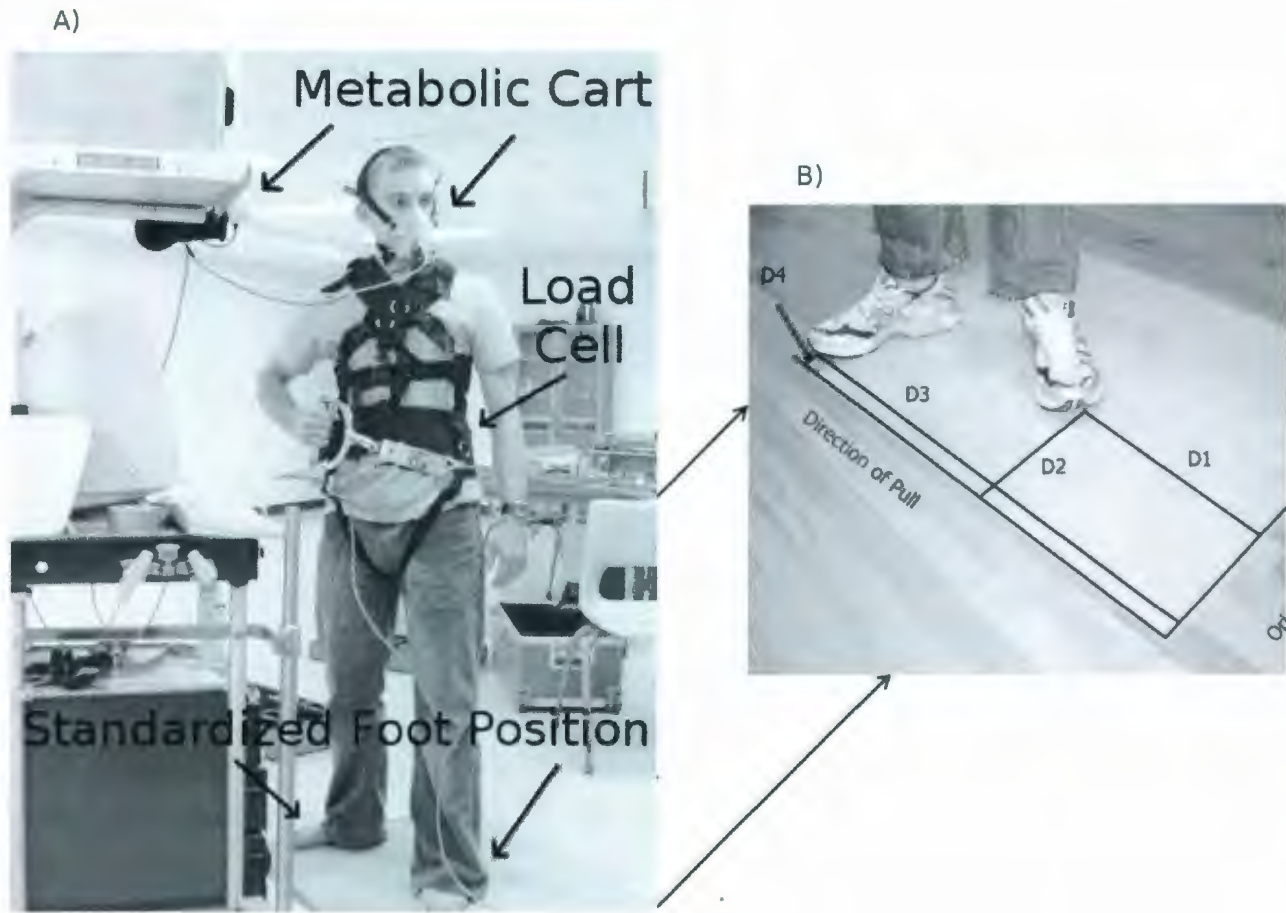 A)
Metabolic Cart
Load
Cell
Standardized Foot Position
B)
D4
D3
Direction of Pull
D2
D1